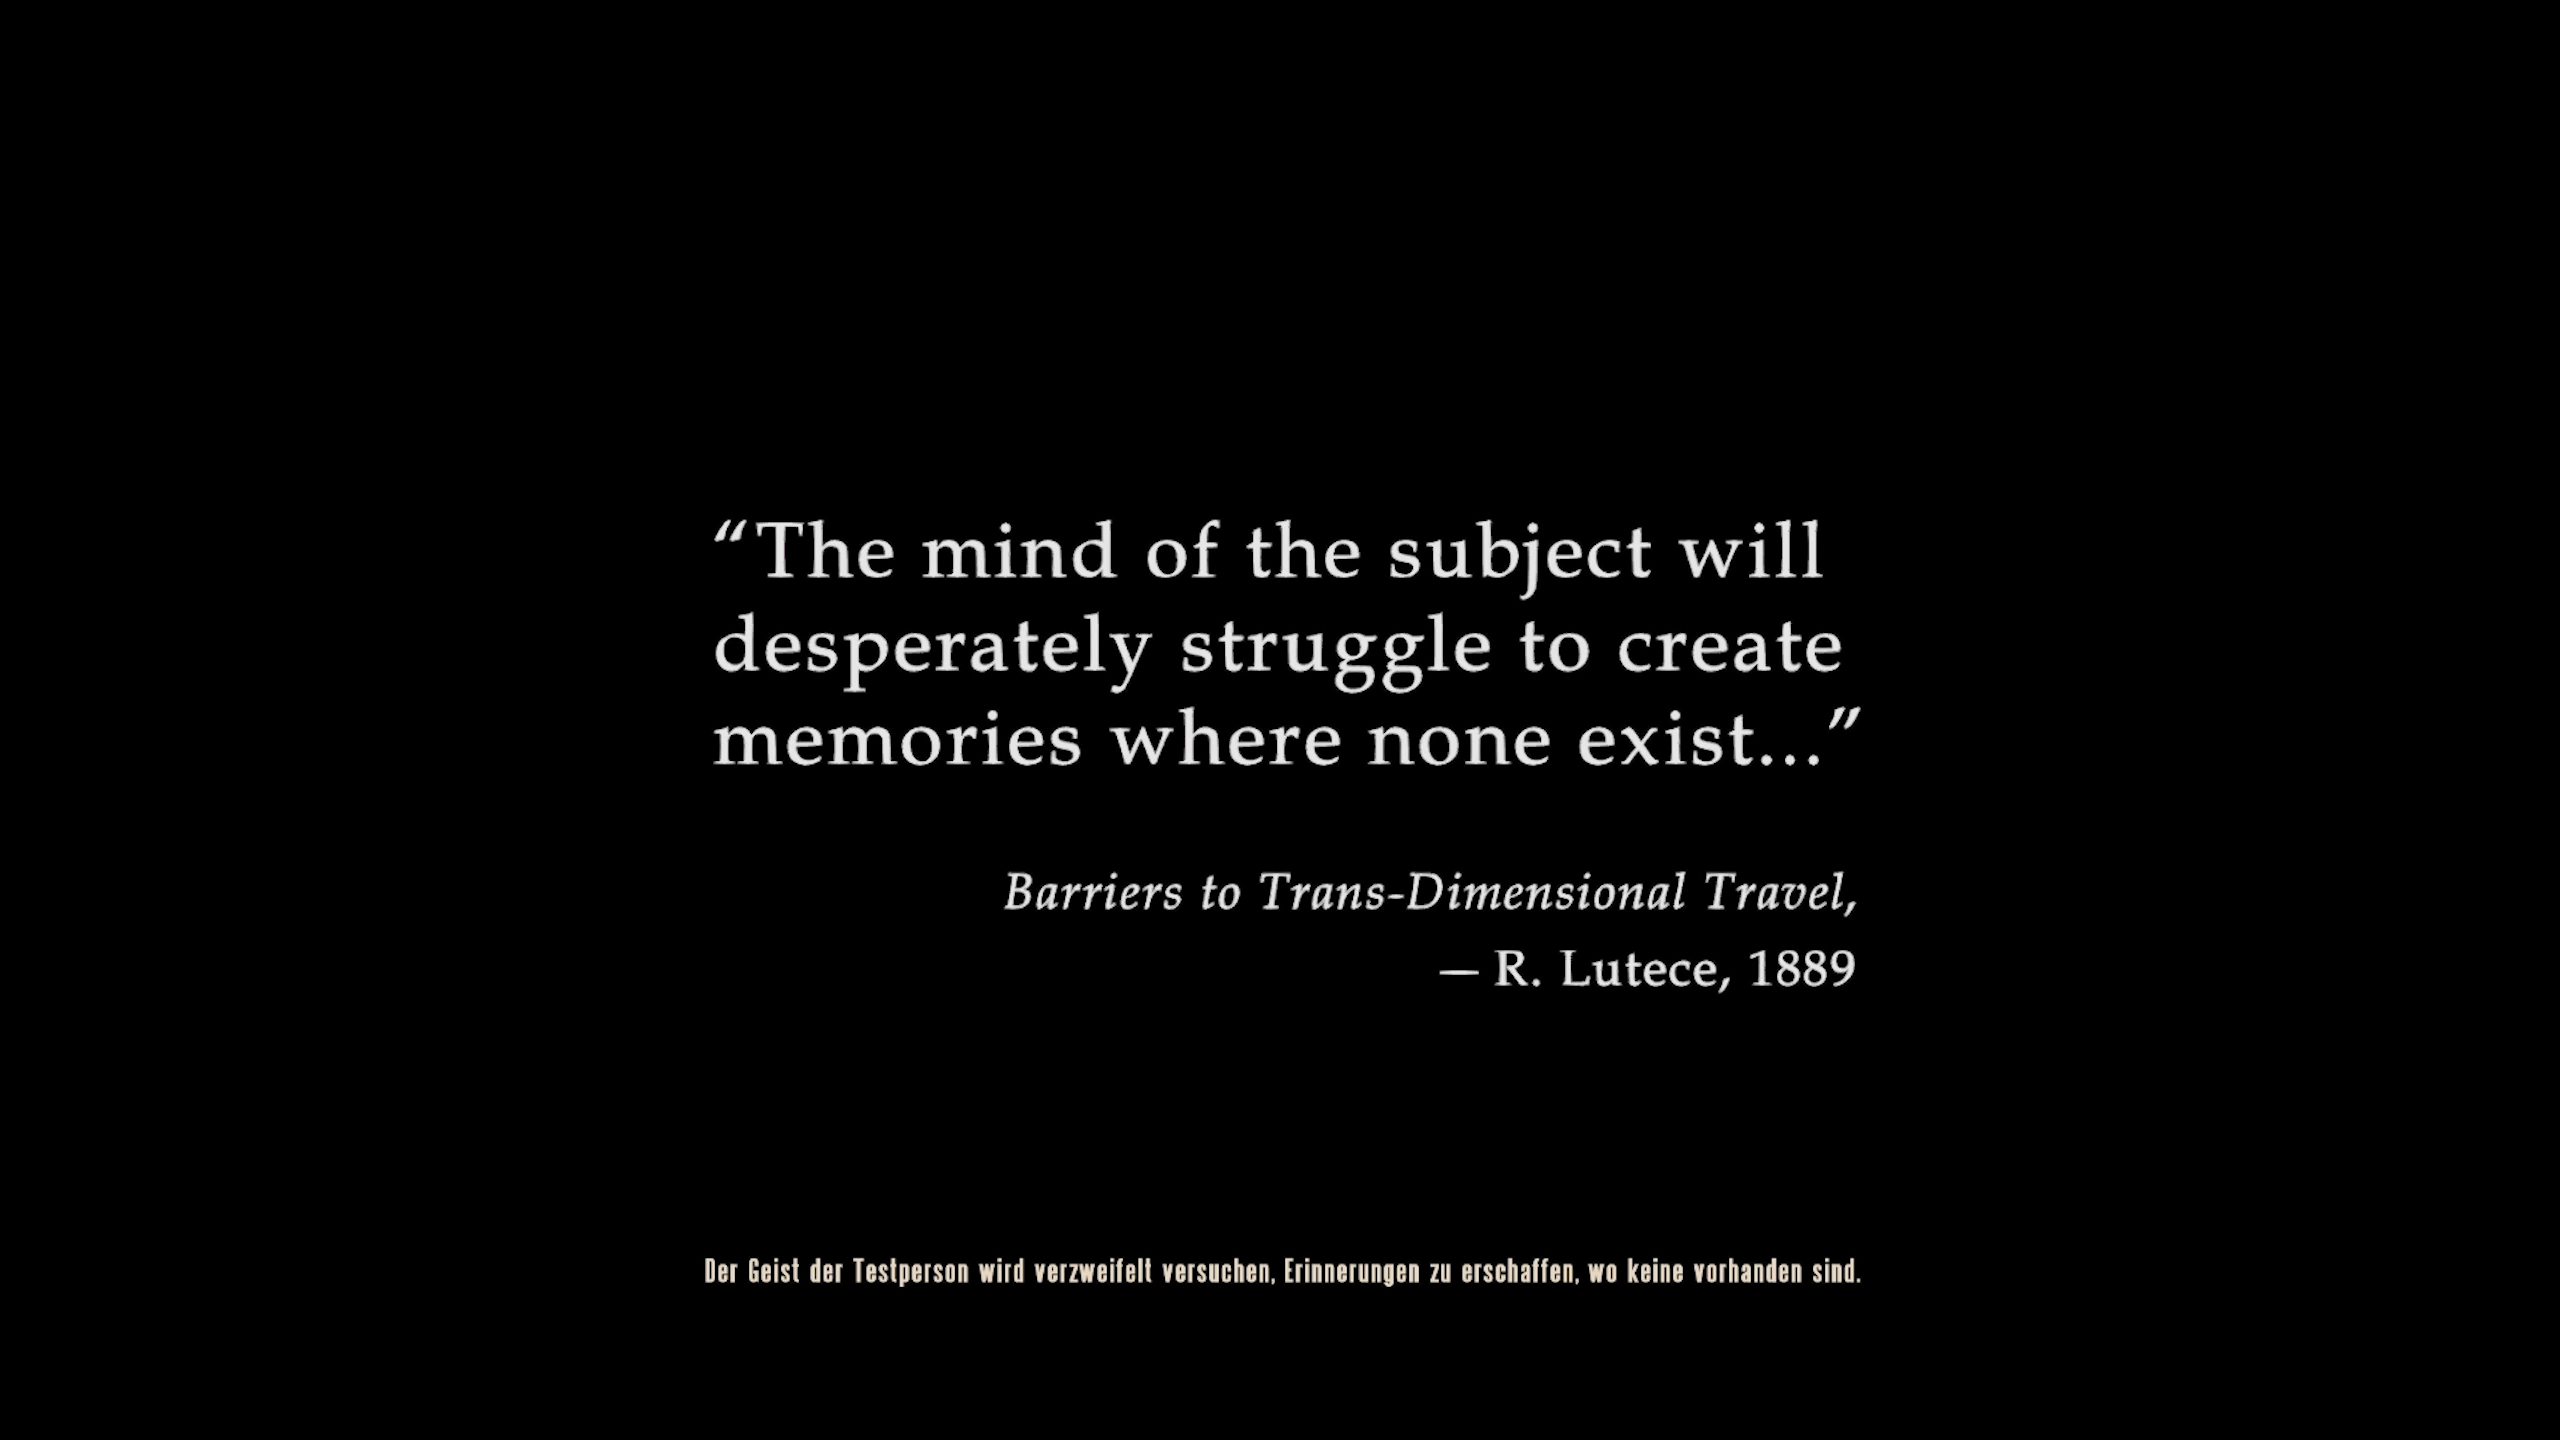 “The mind of the subject will
desperately struggle to create
memories where none exist...”
Barriers to Trans-Dimensional Travel,
— R. Lutece, 1889
Der Geist der Testperson wird verzweifelt versuchen, Erinnerungen zu erschaffen, wo keine vorhanden sind.